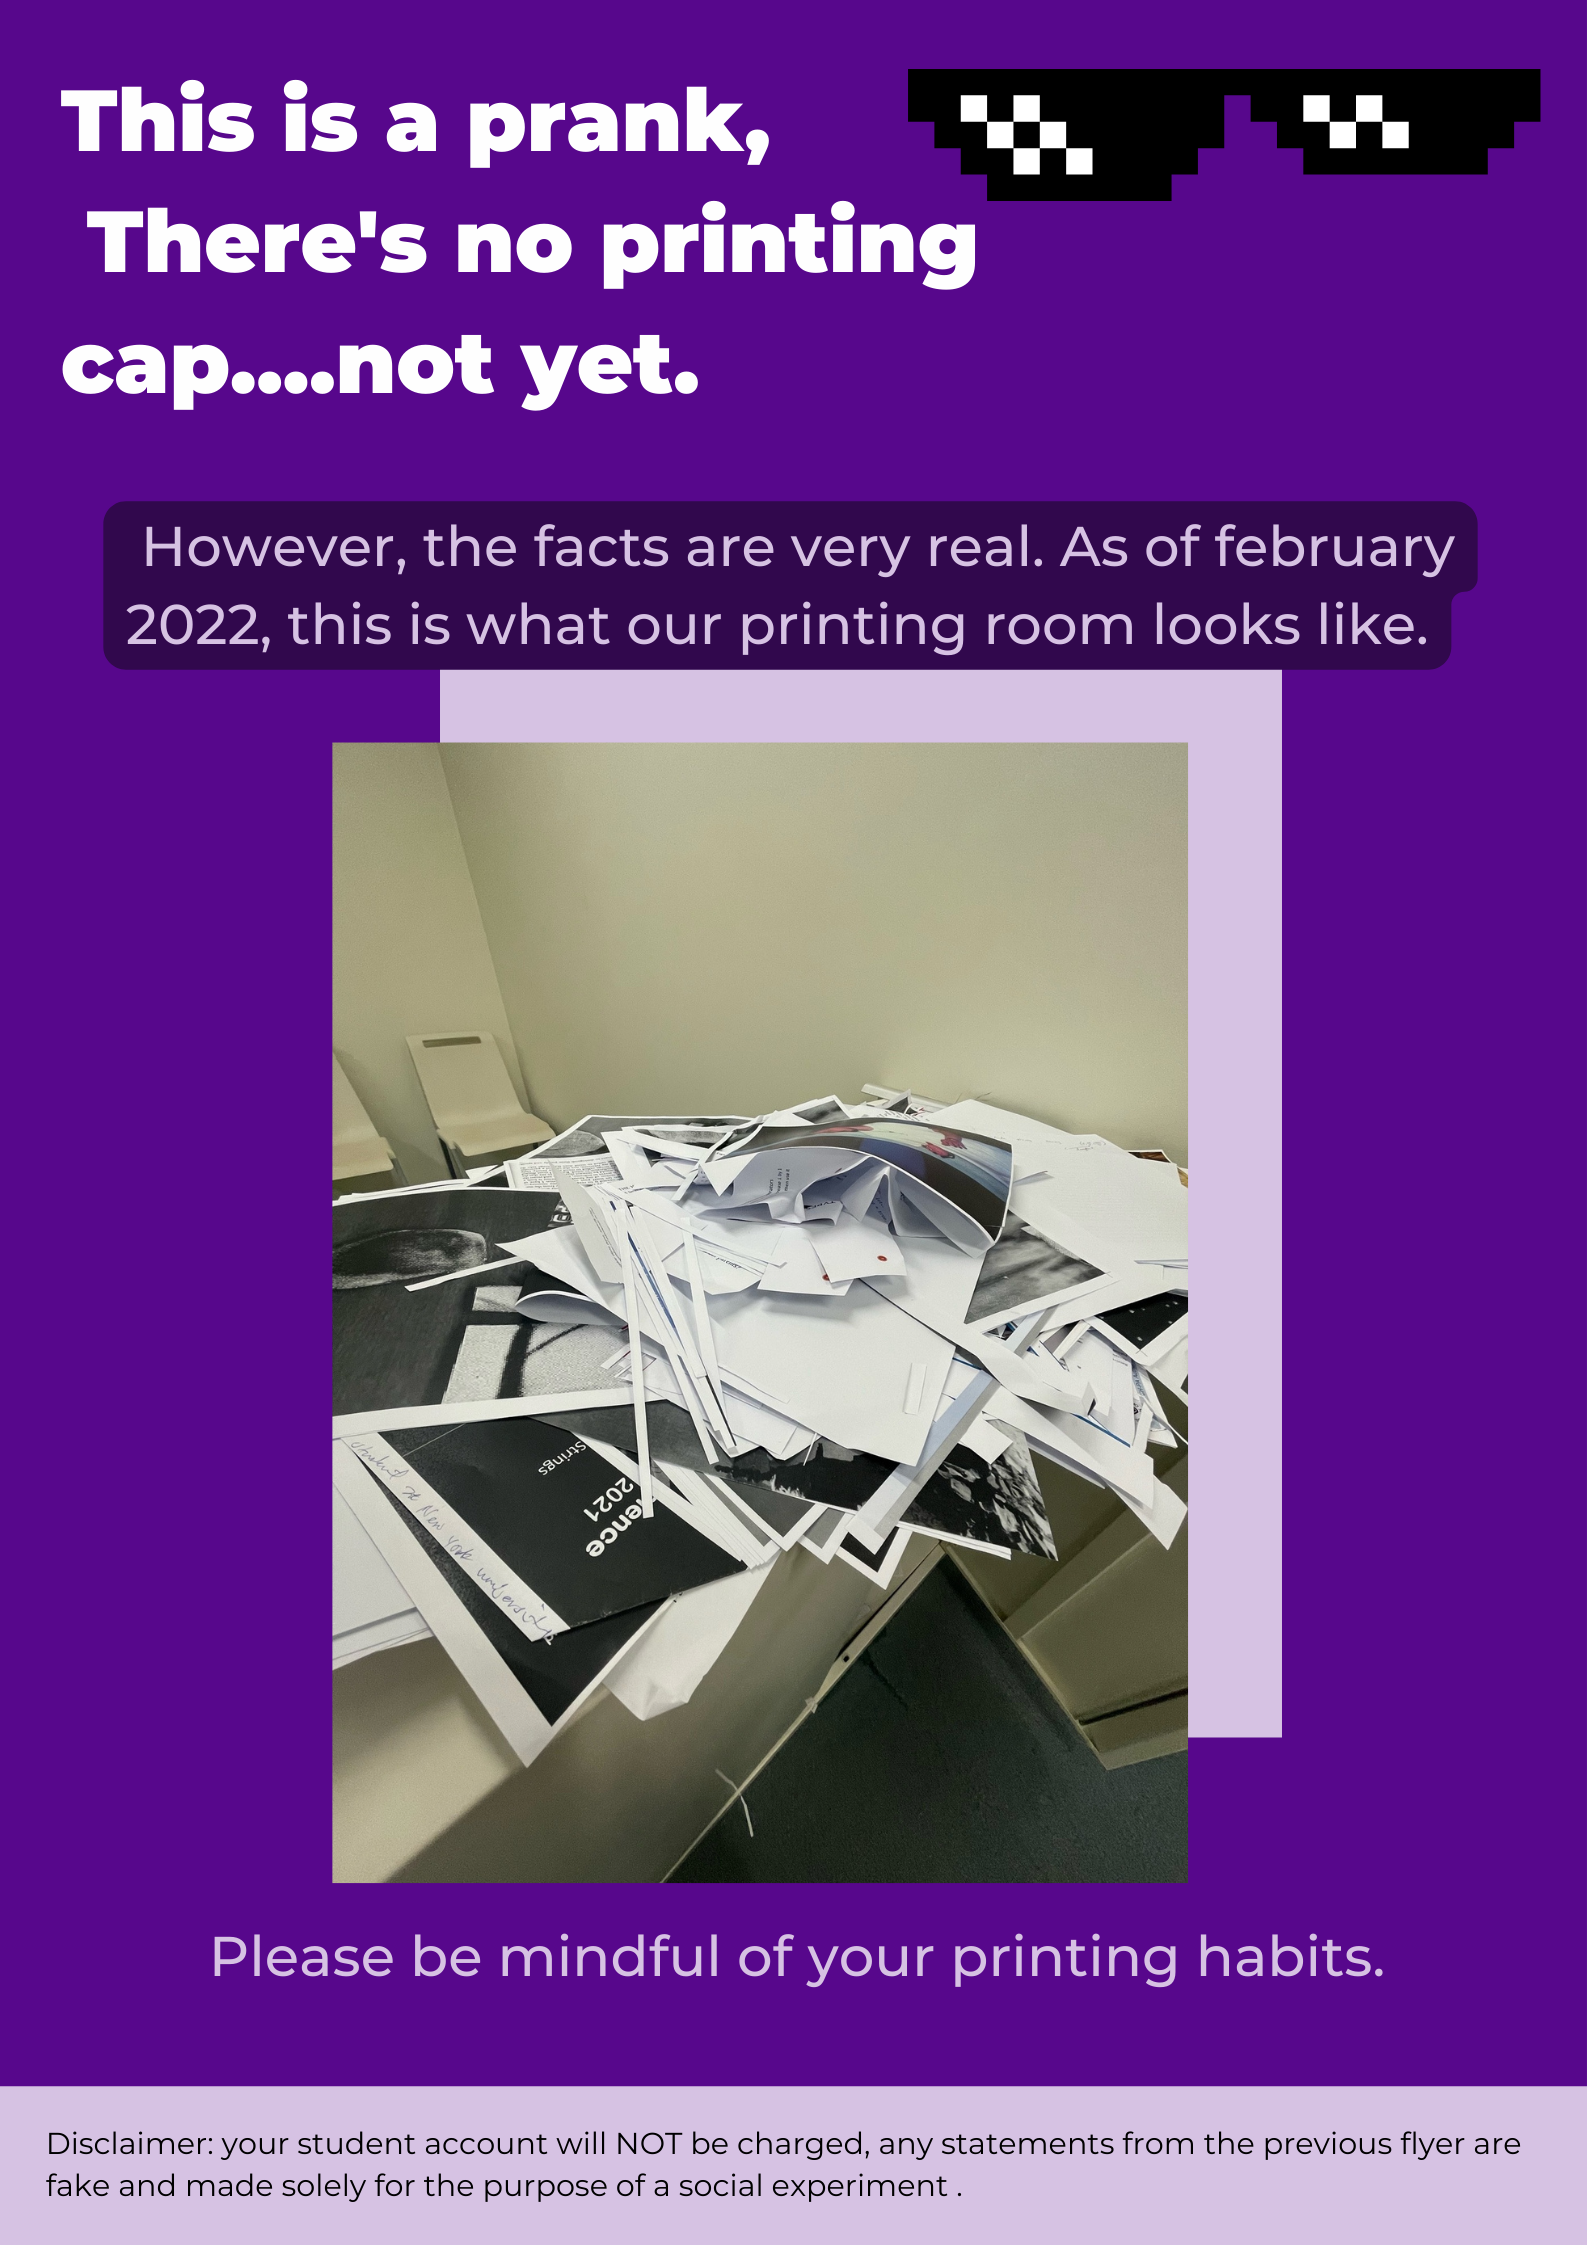 This is a prank,
There's no printing
cap....not yet.
However, the facts are very real. As of february
2022, this is what our printing room looks like.
Strings
2021
ience
student at New York university
Please be mindful of your printing habits.
Disclaimer: your student account will NOT be charged, any statements from the previous flyer are
fake and made solely for the purpose of a social experiment .